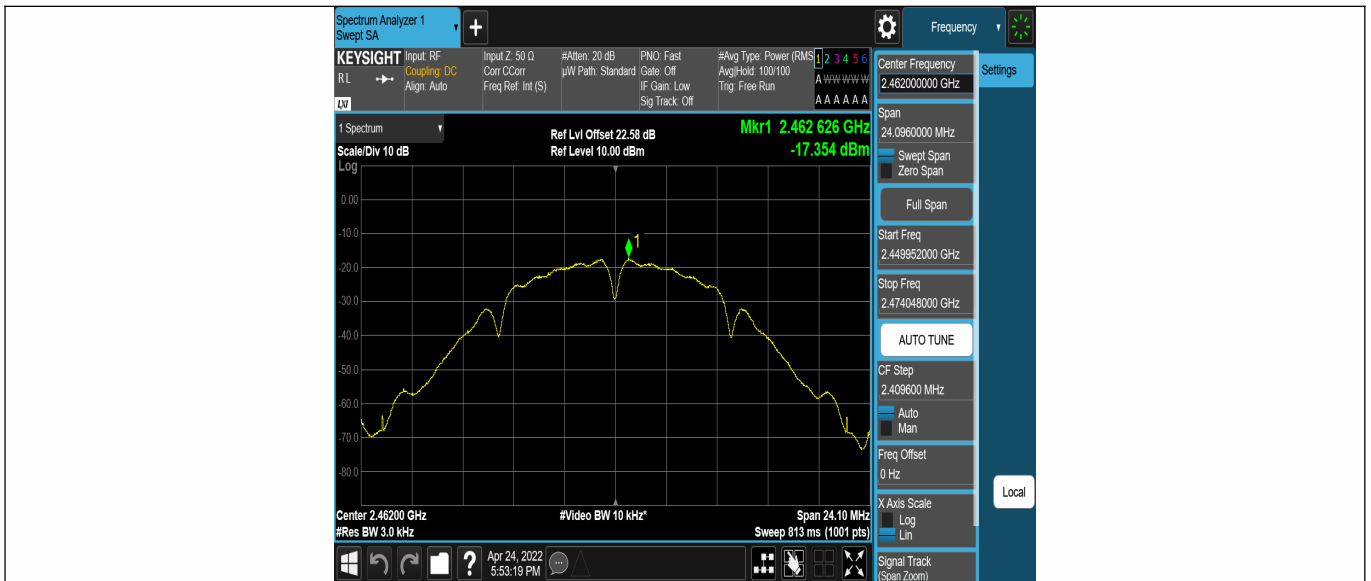 Spectrum Analyzer 1
Swept SA
+
Frequency
KEYSIGHT
R L
LXI
Input: RF
Coupling: DC
Align: Auto
Input Z: 50 Ω
Corr CCorr
Freq Ref: Int (S)
#Atten: 20 dB
µW Path: Standard
PNO: Fast
Gate: Off
IF Gain: Low
Sig Track: Off
#Avg Type: Power (RMS
Avg|Hold: 100/100
Trig: Free Run
1 2 3 4 5 6
A W W W W W
A A A A A A
1 Spectrum
Scale/Div 10 dB
Log
Ref Lvl Offset 22.58 dB
Ref Level 10.00 dBm
Mkr1 2.462 626 GHz
-17.354 dBm
1
0.00
-10.0
-20.0
-30.0
-40.0
-50.0
-60.0
-70.0
-80.0
Center 2.46200 GHz
#Res BW 3.0 kHz
#Video BW 10 kHz*
Span 24.10 MHz
Sweep 813 ms (1001 pts)
Center Frequency
2.462000000 GHz
Settings
Span
24.0960000 MHz
Swept Span
Zero Span
Full Span
Start Freq
2.449952000 GHz
Stop Freq
2.474048000 GHz
AUTO TUNE
CF Step
2.409600 MHz
Auto
Man
Freq Offset
0 Hz
X Axis Scale
Log
Lin
Local
Signal Track
(Span Zoom)
?
Apr 24, 2022
5:53:19 PM